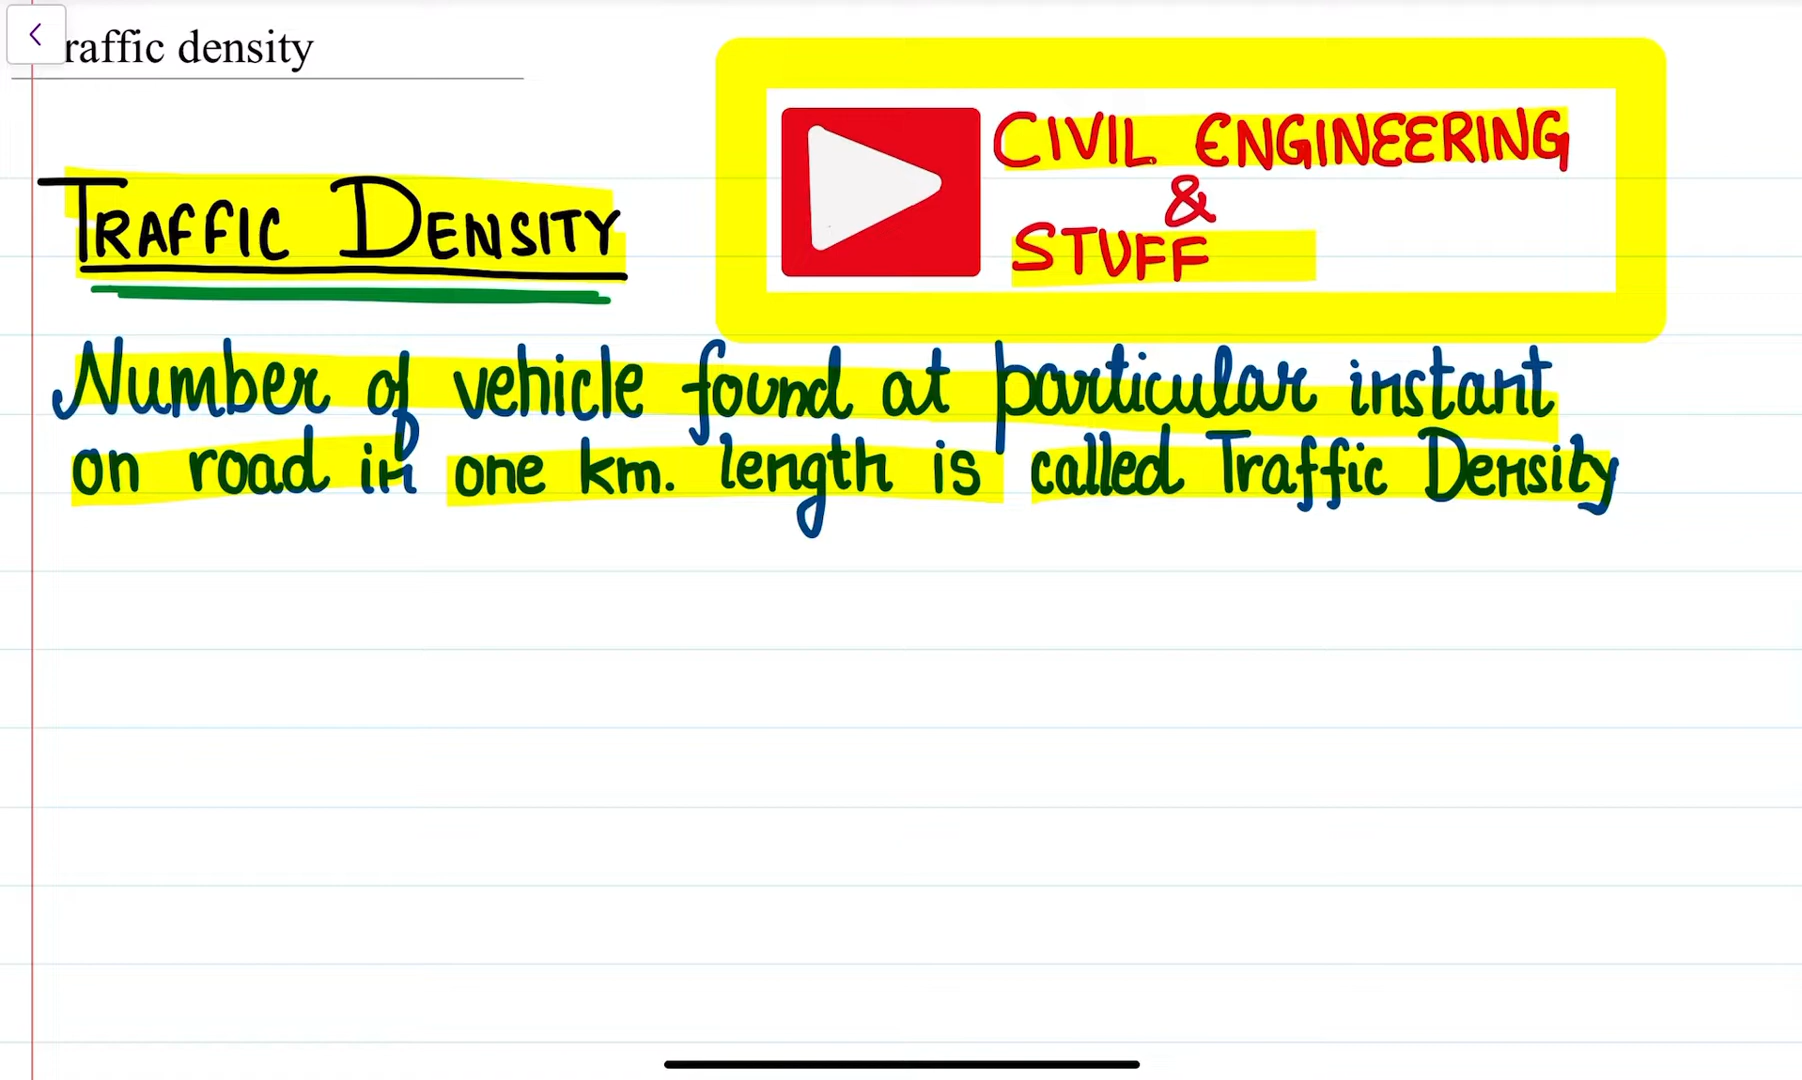 raffic density
TRAFFIC DENSITY
CIVIL ENGINEERING
&
STUFF
Number of vehicle found at particular instant
on road in one km. length is called Traffic Density